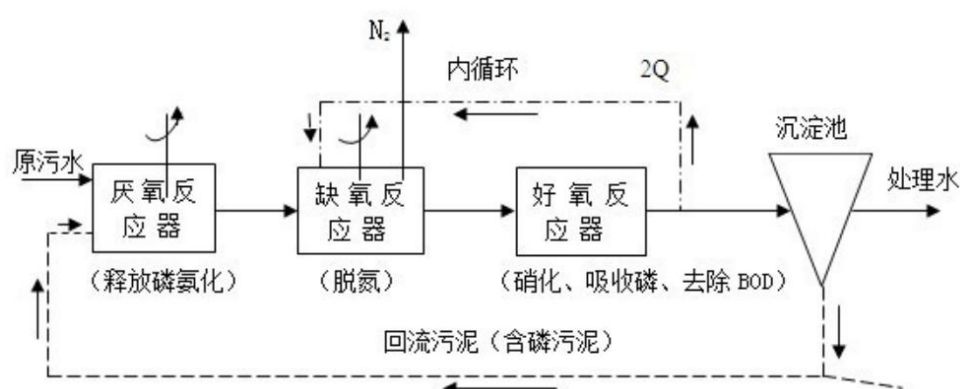 N₂
内循环
2Q
沉淀池
原污水
处理水
厌氧反
应器
缺氧反
应器
好氧反
应器
（释放磷氨化）
（脱氮）
（硝化、吸收磷、去除 BOD）
回流污泥（含磷污泥）